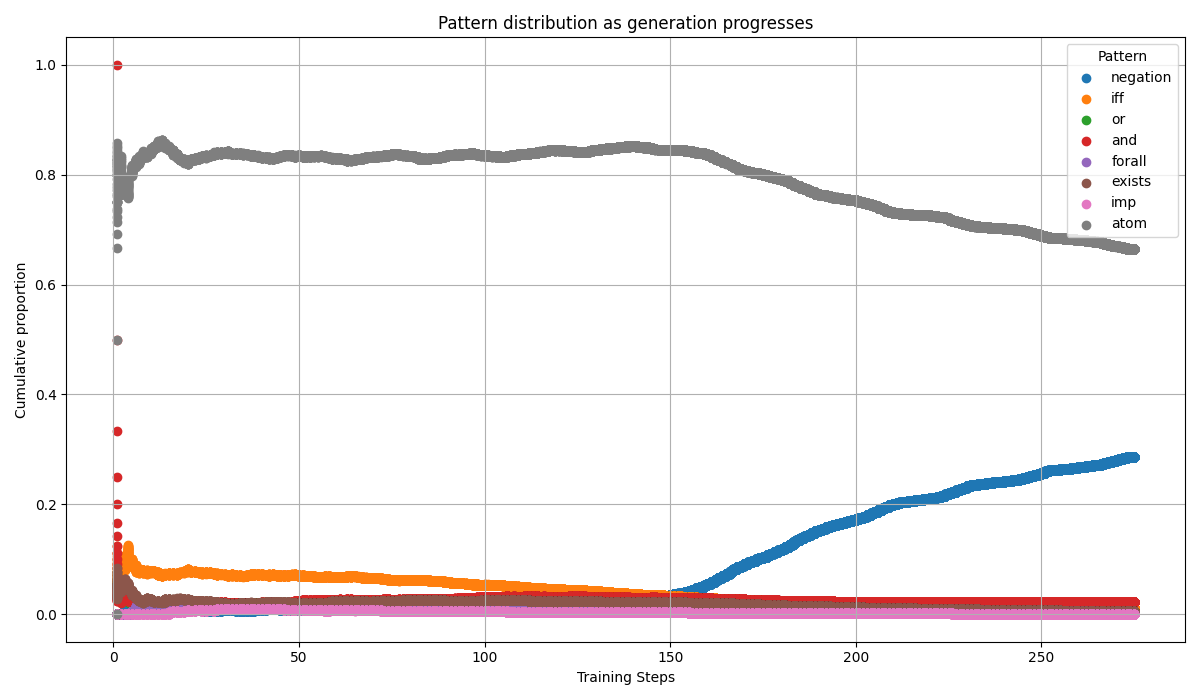 Pattern distribution as generation progresses
Cumulative proportion
1.0
0.8
0.6
0.4
0.2
0.0
0
50
100
150
200
250
Training Steps
Pattern
negation
iff
or
and
forall
exists
imp
atom